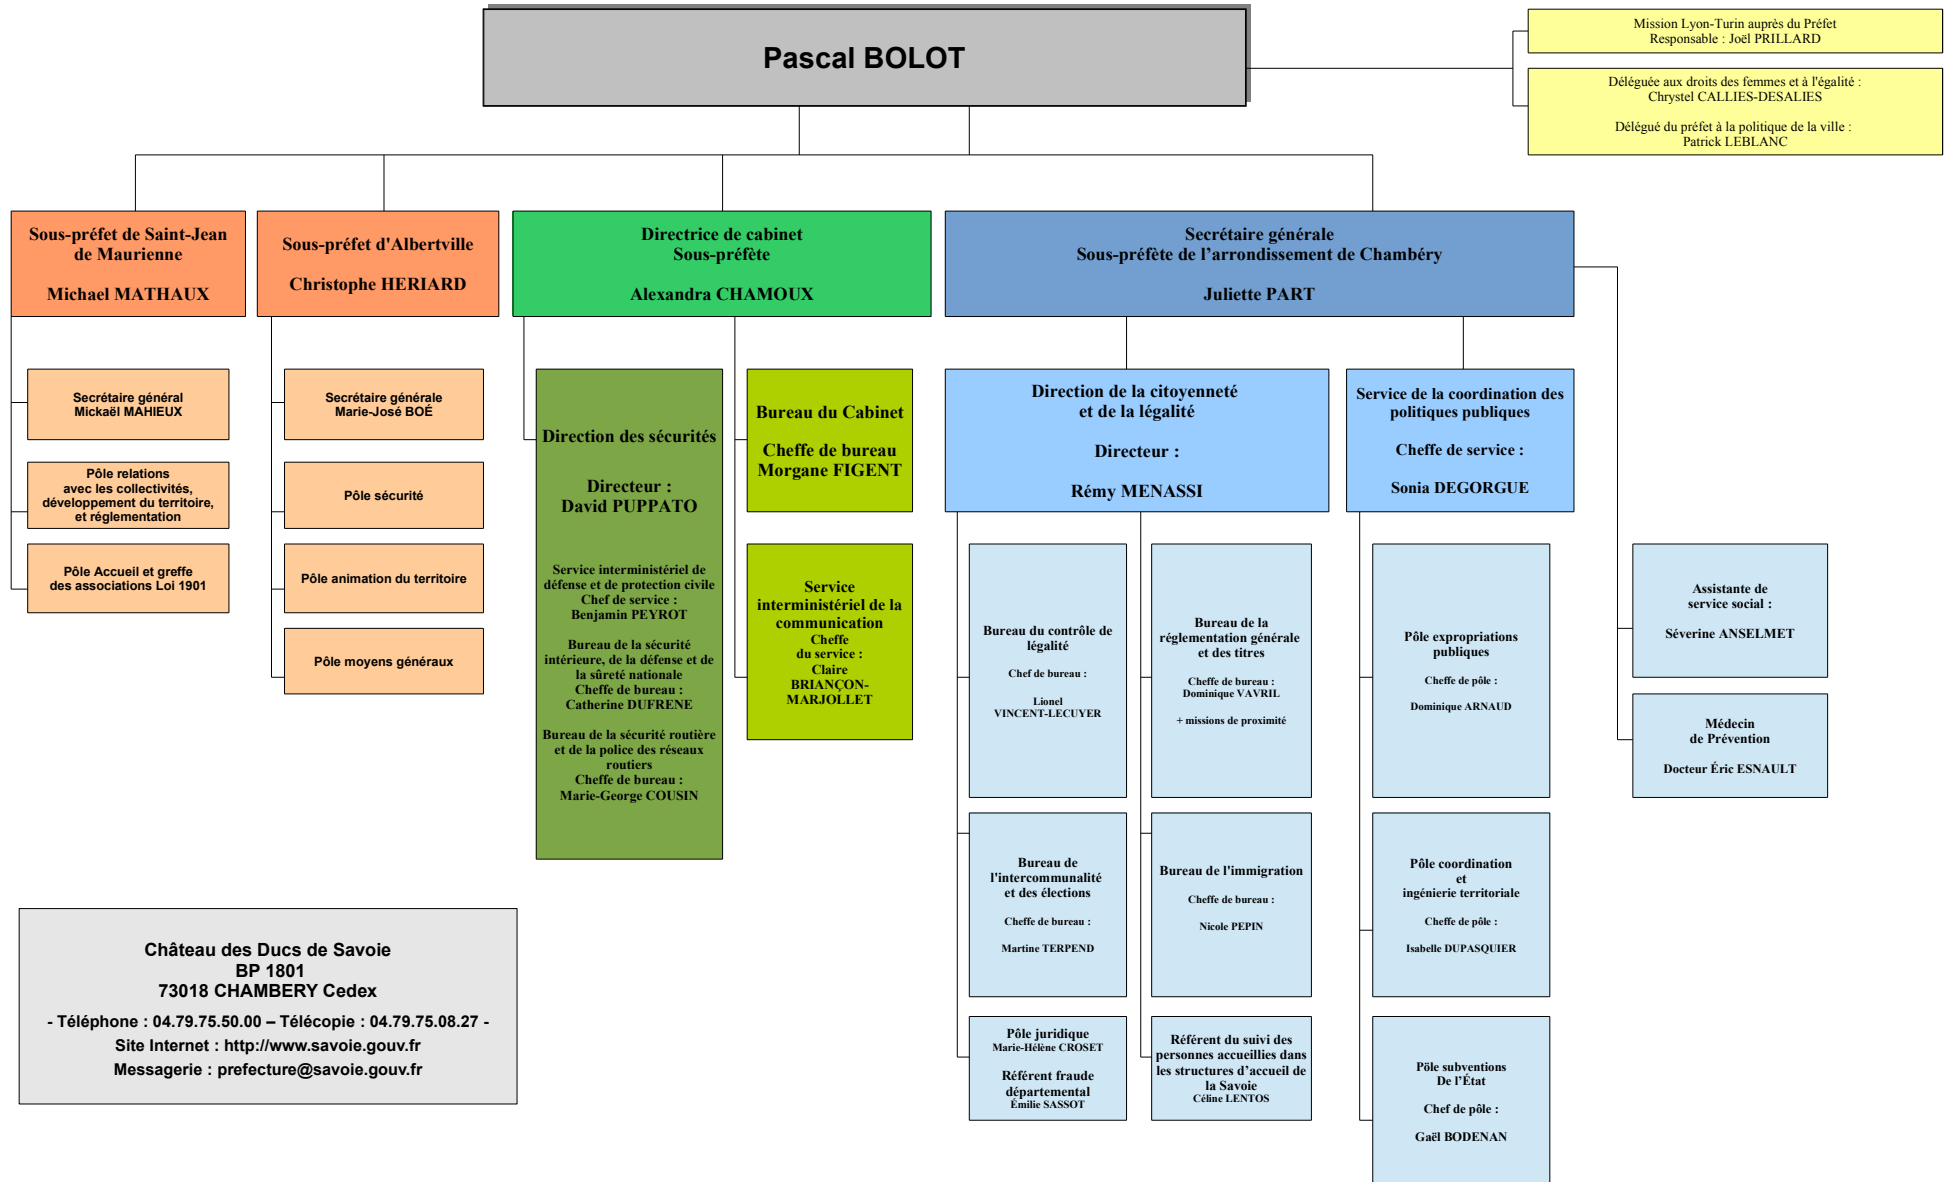 Pascal BOLOT
Mission Lyon-Turin auprès du Préfet
Responsable : Joël PRILLARD
Déléguée aux droits des femmes et à l'égalité :
Chrystel CALLIES-DESALIES
Délégué du préfet à la politique de la ville :
Patrick LEBLANC
Sous-préfet de Saint-Jean
de Maurienne
Michael MATHAUX
Sous-préfet d'Albertville
Christophe HERIARD
Directrice de cabinet
Sous-préfète
Alexandra CHAMOUX
Secrétaire générale
Sous-préfète de l’arrondissement de Chambéry
Juliette PART
Secrétaire général
Mickaël MAHIEUX
Pôle relations
avec les collectivités,
développement du territoire,
et réglementation
Pôle Accueil et greffe
des associations Loi 1901
Secrétaire générale
Marie-José BOÉ
Pôle sécurité
Pôle animation du territoire
Pôle moyens généraux
Direction des sécurités
Directeur :
David PUPPATO
Service interministériel de
défense et de protection civile
Chef de service :
Benjamin PEYROT
Bureau de la sécurité
intérieure, de la défense et de
la sûreté nationale
Cheffe de bureau :
Catherine DUFRENE
Bureau de la sécurité routière
et de la police des réseaux
routiers
Cheffe de bureau :
Marie-George COUSIN
Bureau du Cabinet
Cheffe de bureau
Morgane FIGENT
Service
interministériel de la
communication
Cheffe
du service :
Claire
BRIANÇON-
MARJOLLET
Direction de la citoyenneté
et de la légalité
Directeur :
Rémy MENASSI
Service de la coordination des
politiques publiques
Cheffe de service :
Sonia DEGORGUE
Bureau du contrôle de
légalité
Chef de bureau :
Lionel
VINCENT-LECUYER
Bureau de la
réglementation générale
et des titres
Cheffe de bureau :
Dominique VAVRIL
+ missions de proximité
Pôle expropriations
publiques
Cheffe de pôle :
Dominique ARNAUD
Assistante de
service social :
Séverine ANSELMET
Médecin
de Prévention
Docteur Éric ESNAULT
Bureau de
l'intercommunalité
et des élections
Cheffe de bureau :
Martine TERPEND
Bureau de l'immigration
Cheffe de bureau :
Nicole PEPIN
Pôle coordination
et
ingénierie territoriale
Cheffe de pôle :
Isabelle DUPASQUIER
Pôle juridique
Marie-Hélène CROSET
Référent fraude
départemental
Émilie SASSOT
Référent du suivi des
personnes accueillies dans
les structures d’accueil de
la Savoie
Céline LENTOS
Pôle subventions
De l’État
Chef de pôle :
Gaël BODENAN
Château des Ducs de Savoie
BP 1801
73018 CHAMBERY Cedex
- Téléphone : 04.79.75.50.00 – Télécopie : 04.79.75.08.27 -
Site Internet : http://www.savoie.gouv.fr
Messagerie : prefecture@savoie.gouv.fr